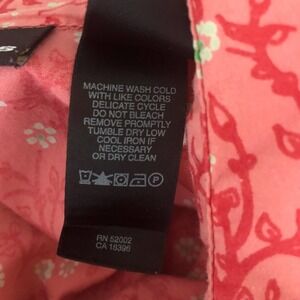 MACHINE WASH COLD
WITH LIKE COLORS
DELICATE CYCLE
DO NOT BLEACH
REMOVE PROMPTLY
TUMBLE DRY LOW
COOL IRON IF
NECESSARY
OR DRY CLEAN
P
RN 52002
CA 16396